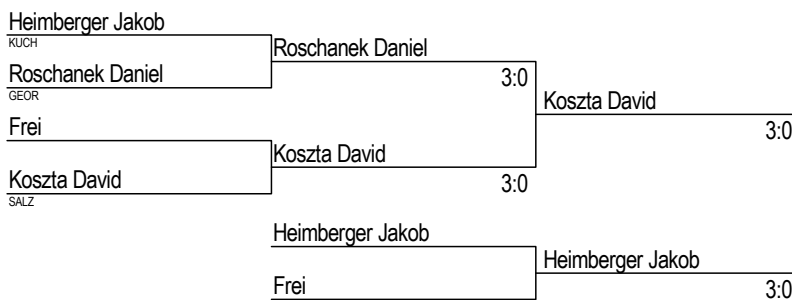 Heimberger Jakob
KUCH
Roschanek Daniel
Roschanek Daniel
3:0
GEOR
Koszta David
Frei
3:0
Koszta David
Koszta David
3:0
SALZ
Heimberger Jakob
Heimberger Jakob
Frei
3:0